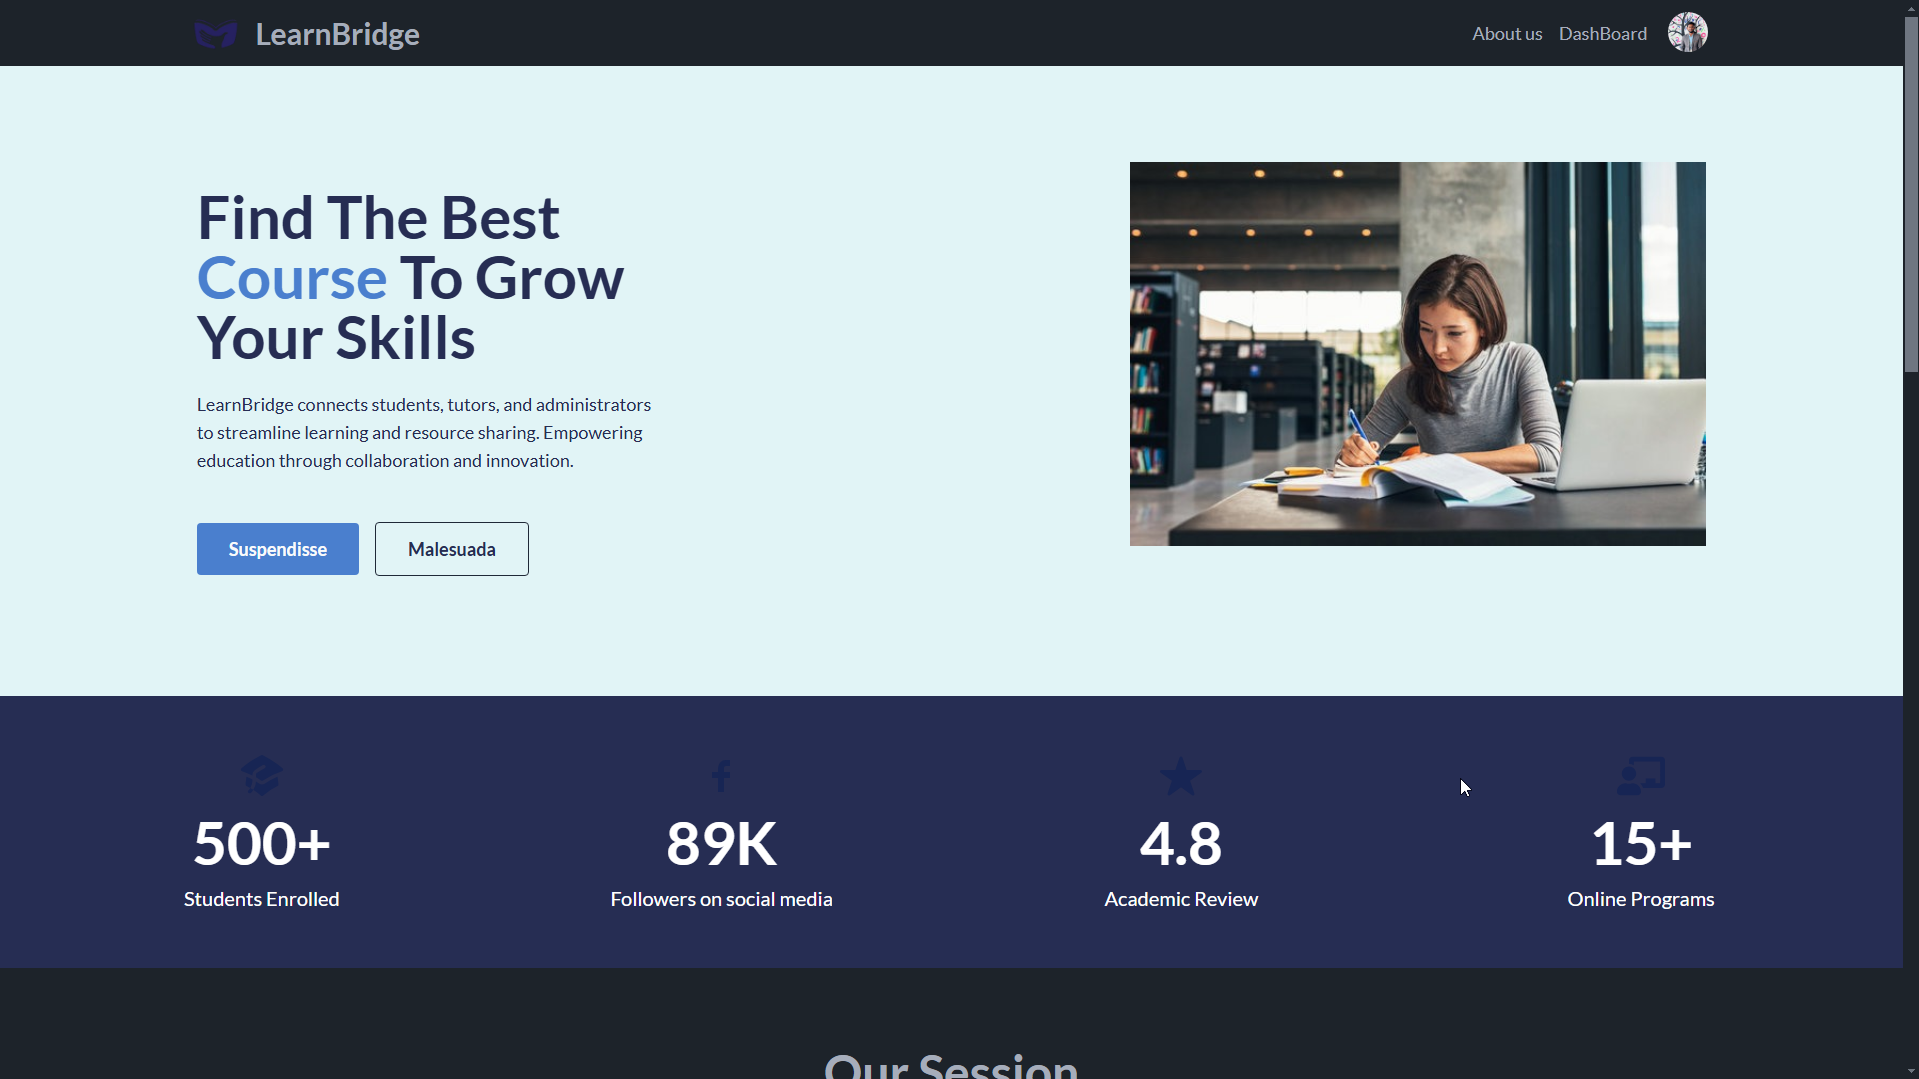 LearnBridge
About us DashBoard
Find The Best
Course To Grow
Your Skills
LearnBridge connects students, tutors, and administrators
to streamline learning and resource sharing. Empowering
education through collaboration and innovation.
Suspendisse Malesuada
500+ 89K 4.8 15+
Students Enrolled Followers on social media Academic Review Online Programs
Our Session